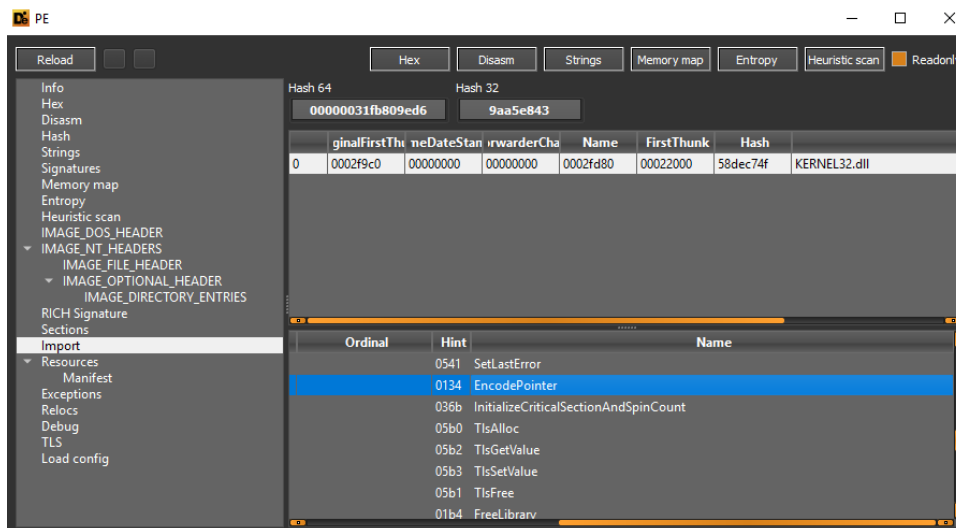 PE
Reload Hex Disasm Strings Memory map Entropy Heuristic scan Readonl
Info
Hex
Disasm
Hash
Strings
Signatures
Memory map
Entropy
Heuristic scan
IMAGE_DOS_HEADER
IMAGE_NT_HEADERS
IMAGE_FILE_HEADER
IMAGE_OPTIONAL_HEADER
IMAGE_DIRECTORY_ENTRIES
RICH Signature
Sections
Import
Resources
Manifest
Exceptions
Relocs
Debug
TLS
Load config
Hash 64 Hash 32
00000031fb809ed6 9aa5e843
ginalFirstThu neDateStan rwarderCha Name FirstThunk Hash
0 0002f9c0 00000000 00000000 0002fd80 00022000 58dec74f KERNEL32.dll
Ordinal Hint Name
0541 SetLastError
0134 EncodePointer
036b InitializeCriticalSectionAndSpinCount
05b0 TlsAlloc
05b2 TlsGetValue
05b3 TlsSetValue
05b1 TlsFree
01b4 FreeLibrary